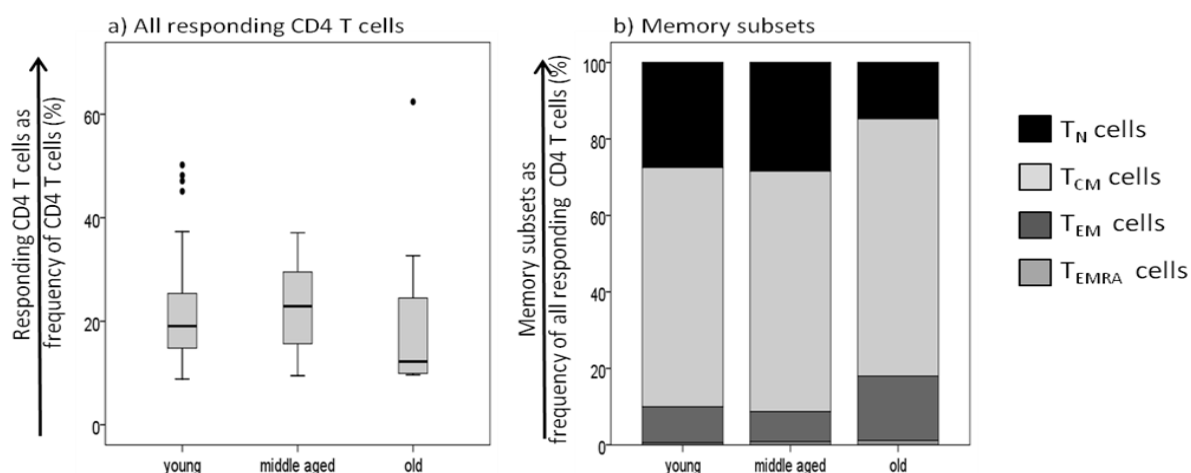 a) All responding CD4 T cells
Responding CD4 T cells as
frequency of CD4 T cells (%)
60
40
20
0
young
middle aged
old
b) Memory subsets
Memory subsets as
frequency of all responding CD4 T cells (%)
100
80
60
40
20
0
young
middle aged
old
TN cells
TCM cells
TEM cells
TEMRA cells